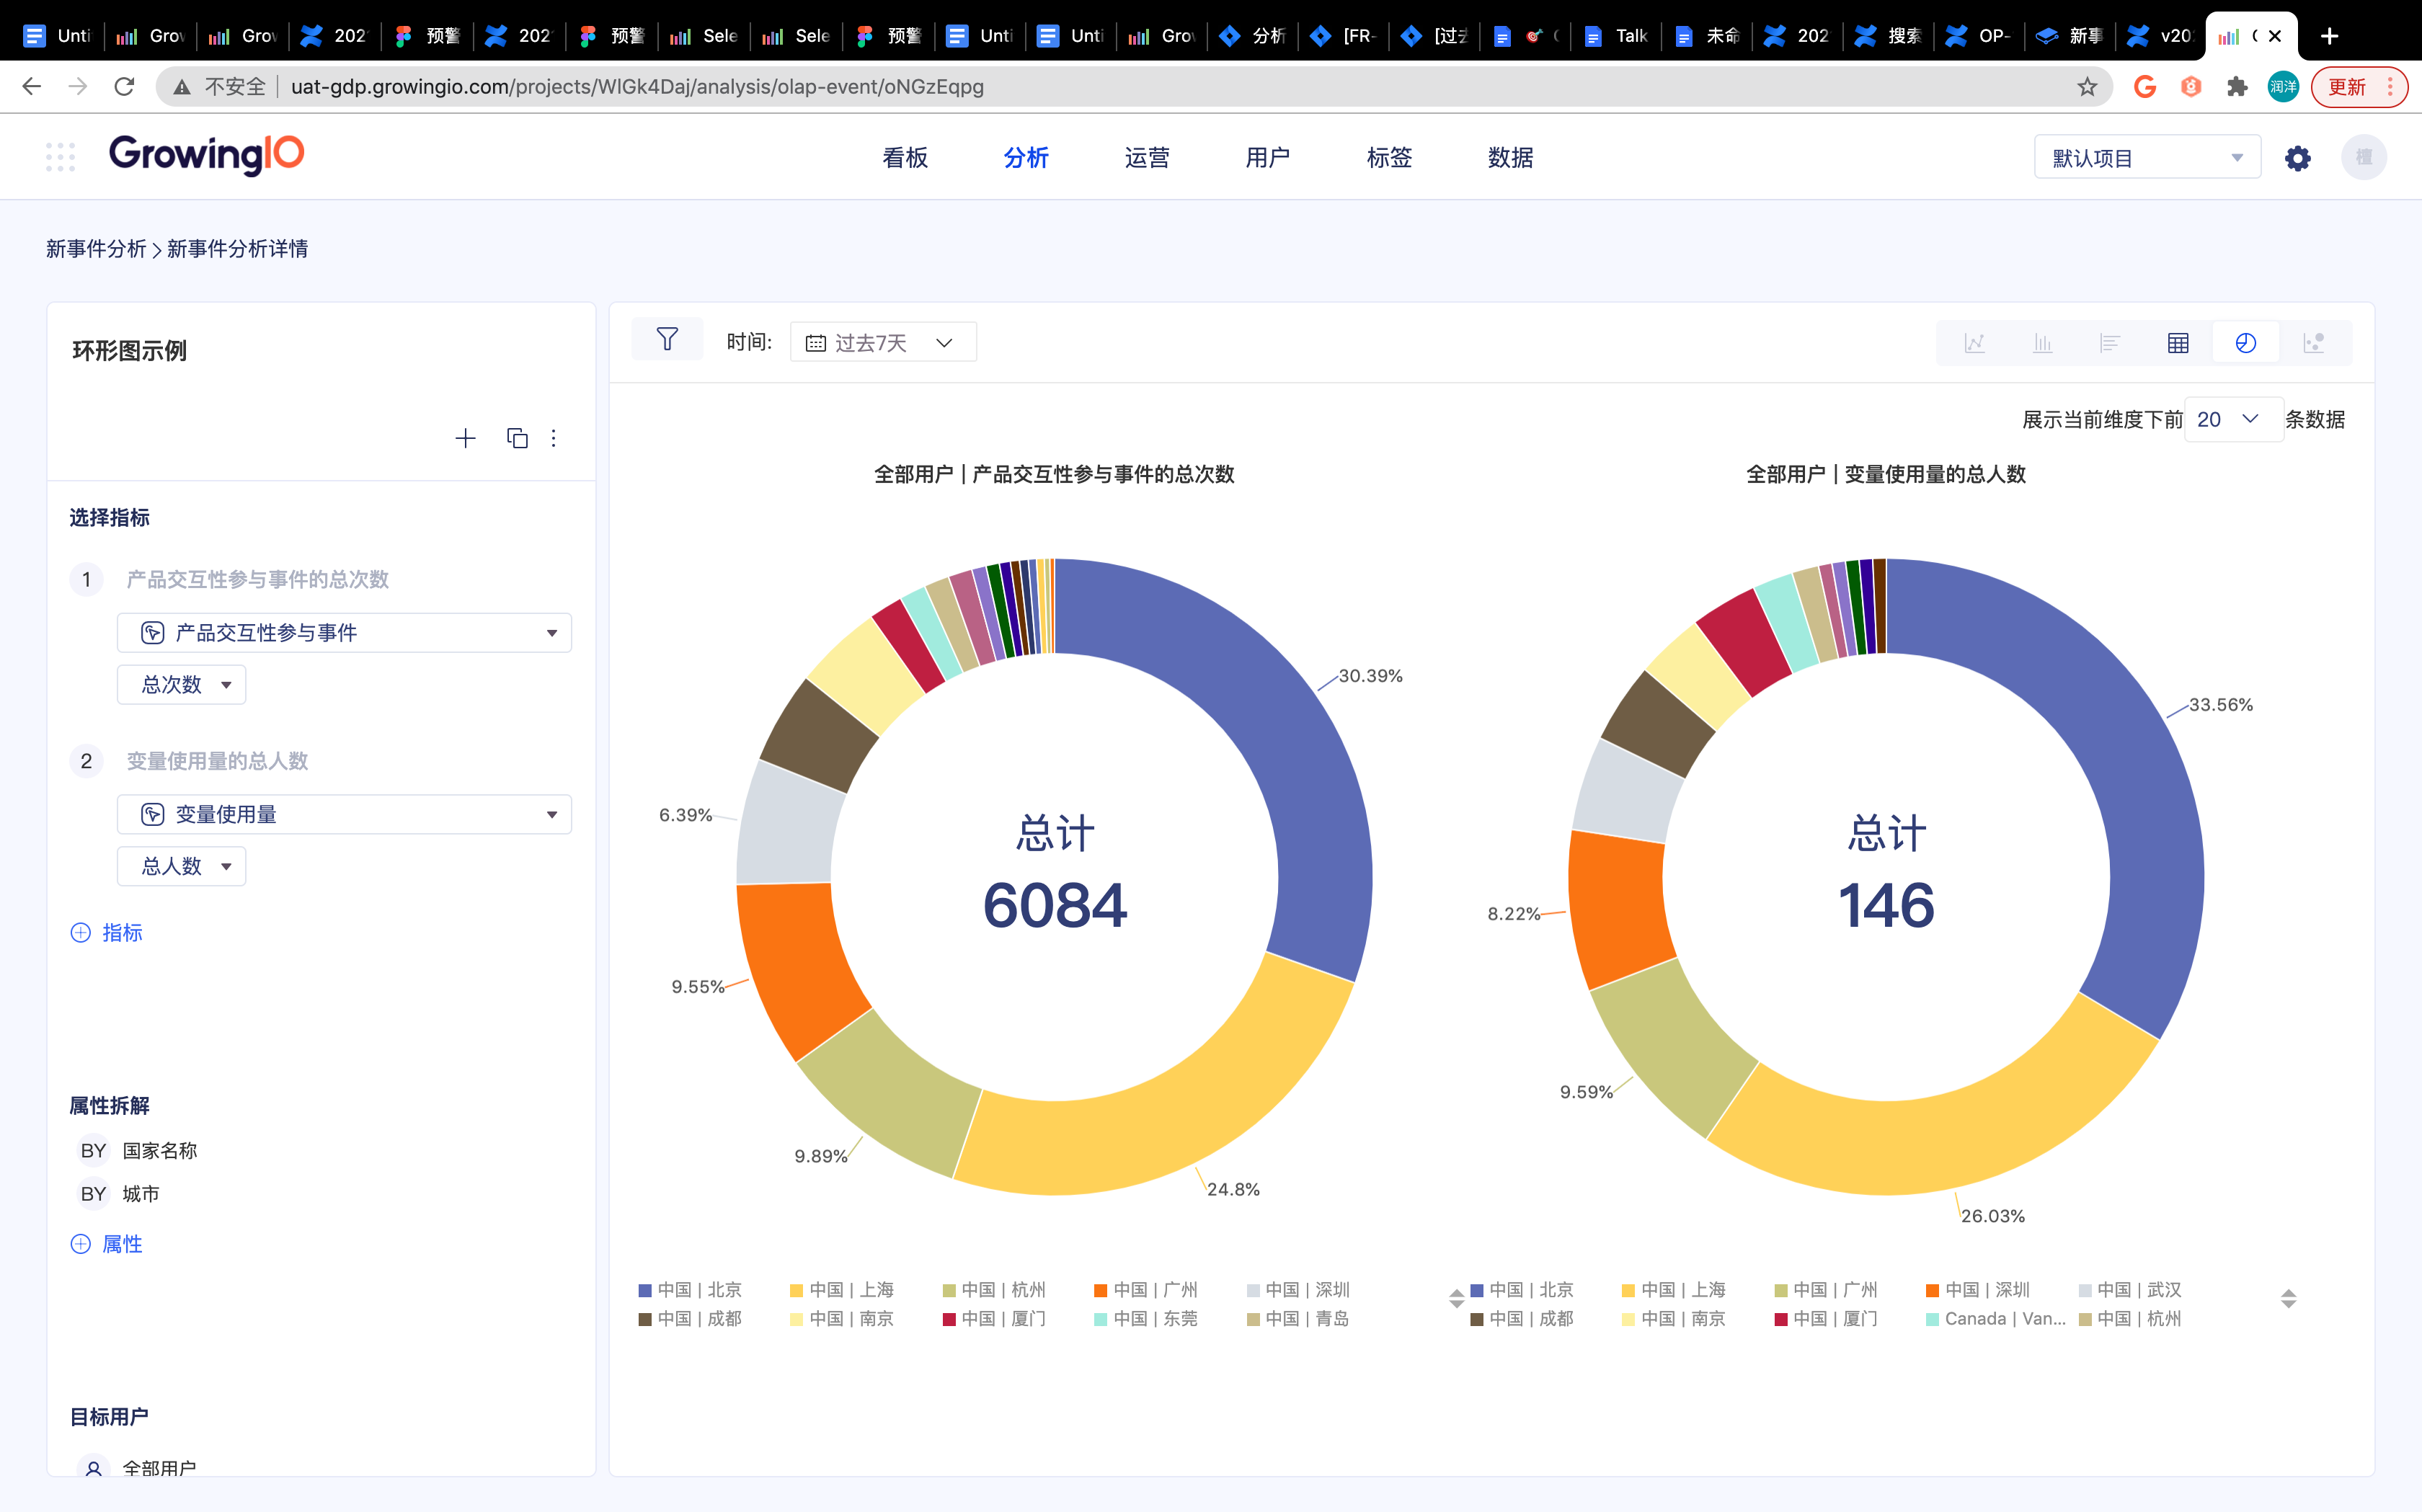 Unti
Grow
Grow
202
预警
202
预警
Sele
Sele
预警
Unti
Unti
Grow
分析
[FR-
[过去
Talk
未命
202
搜索
OP-
新事
v20
不安全
uat-gdp.growingio.com/projects/WlGk4Daj/analysis/olap-event/oNGzEqpg
润洋
更新
GrowingIO
看板
分析
运营
用户
标签
数据
默认项目
檀
新事件分析 > 新事件分析详情
环形图示例
时间:
过去7天
展示当前维度下前 20 条数据
选择指标
1 产品交互性参与事件的总次数
产品交互性参与事件
总次数
2 变量使用量的总人数
变量使用量
总人数
指标
属性拆解
BY 国家名称
BY 城市
属性
目标用户
全部用户
全部用户 | 产品交互性参与事件的总次数
30.39%
6.39%
9.55%
9.89%
24.8%
总计
6084
中国 | 北京
中国 | 上海
中国 | 杭州
中国 | 广州
中国 | 深圳
中国 | 成都
中国 | 南京
中国 | 厦门
中国 | 东莞
中国 | 青岛
全部用户 | 变量使用量的总人数
33.56%
8.22%
9.59%
26.03%
总计
146
中国 | 北京
中国 | 上海
中国 | 广州
中国 | 深圳
中国 | 武汉
中国 | 成都
中国 | 南京
中国 | 厦门
Canada | Van...
中国 | 杭州